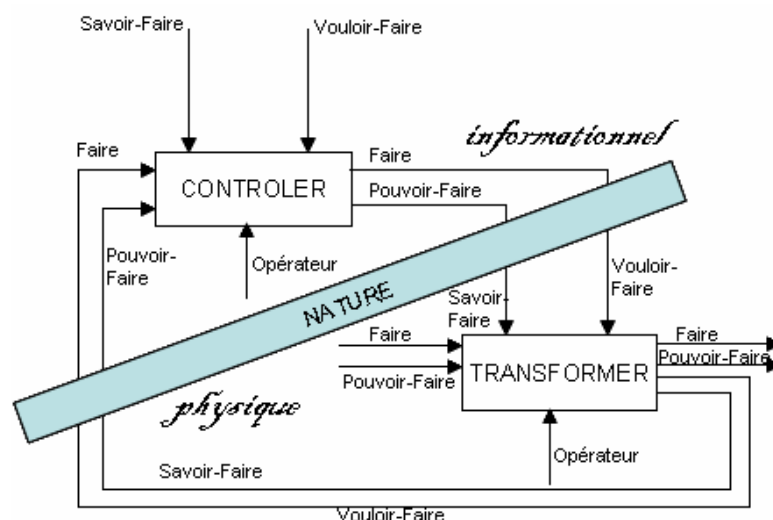 Savoir-Faire
Vouloir-Faire
informationnel
Faire
Faire
CONTROLER
Pouvoir-Faire
Pouvoir-
Faire
Opérateur
Vouloir-
Faire
NATURE
Savoir-
Faire
Faire
Faire
Pouvoir-Faire
Pouvoir-Faire
TRANSFORMER
physique
Opérateur
Savoir-Faire
Vouloir-Faire